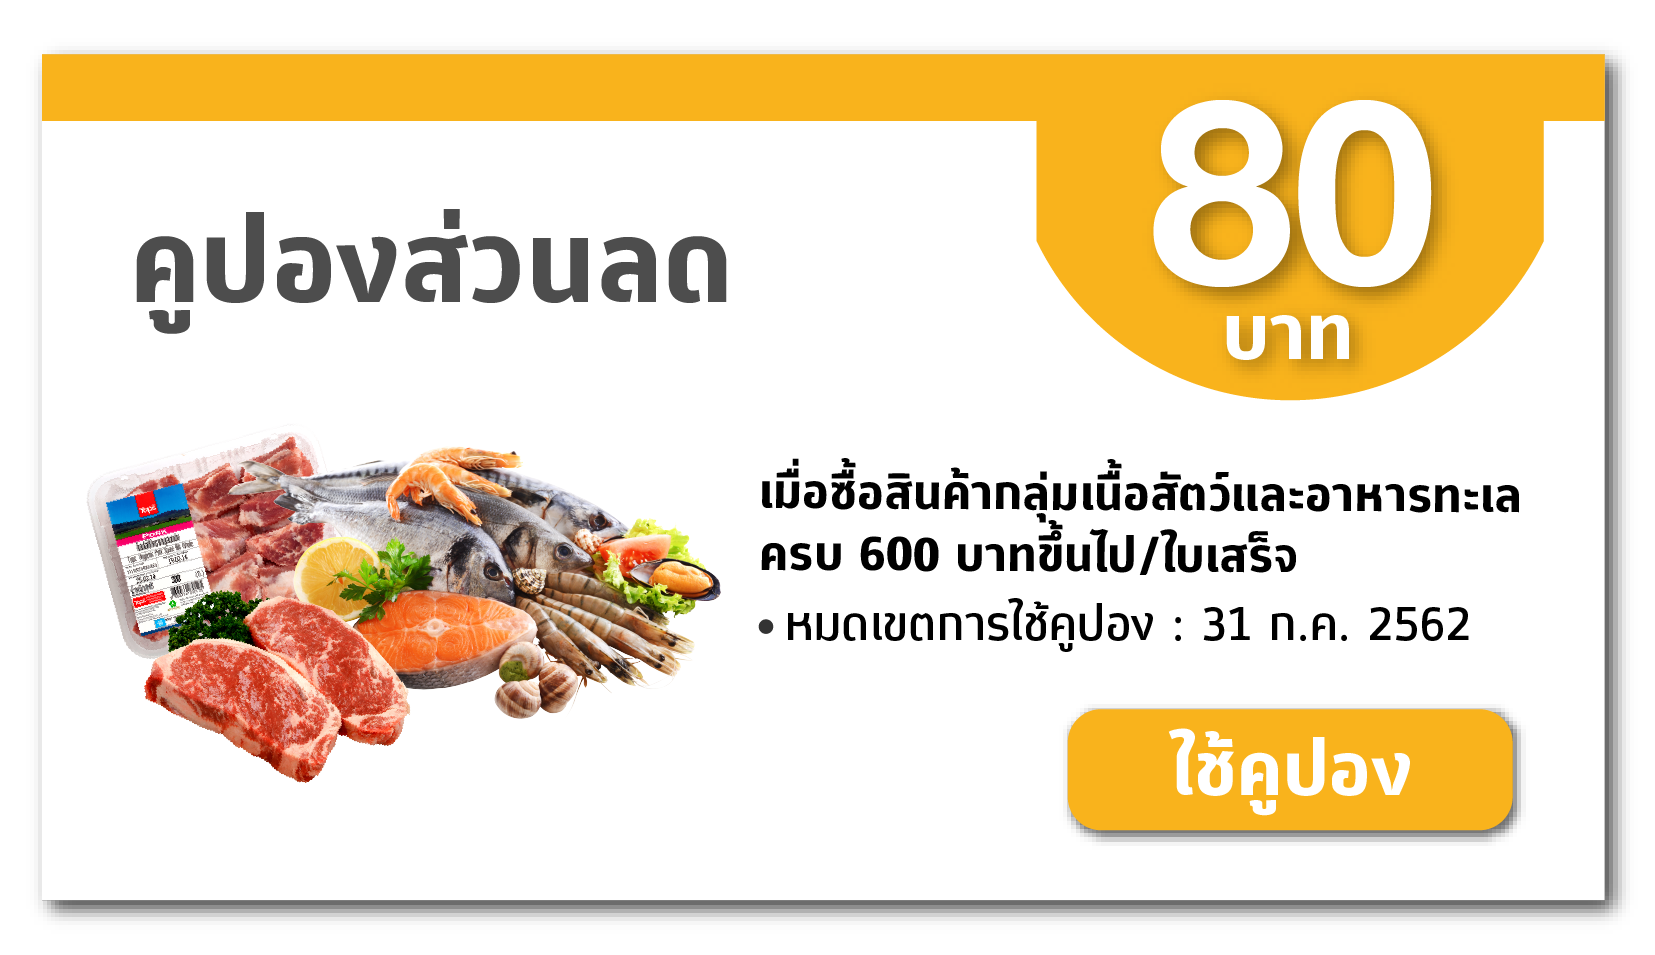 80
บาท
คูปองส่วนลด
เมื่อซื้อสินค้ากลุ่มเนื้อสัตว์และอาหารทะเล
ครบ 600 บาทขึ้นไป/ใบเสร็จ
• หมดเขตการใช้คูปอง : 31 ก.ค. 2562
ใช้คูปอง
Tops
PORK